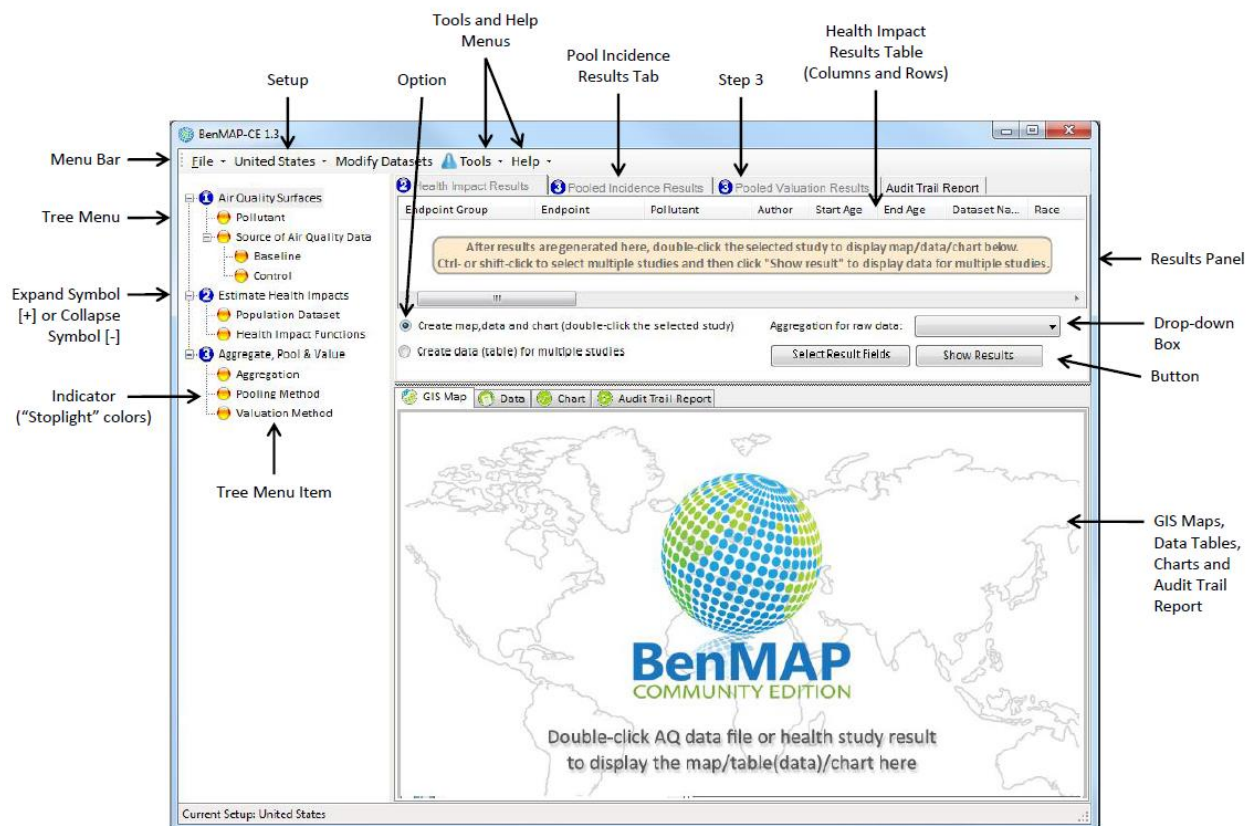 Tools and Help
Menus
Health Impact
Results Table
(Columns and Rows)
Pool Incidence
Results Tab
Setup
Option
Step 3
BenMAP-CE 1.3
Menu Bar
File
United States
Modify Datasets
Tools
Help
2 Health Impact Results
3 Pooled Incidence Results
3 Pooled Valuation Results
Audit Trail Report
Tree Menu
1 Air Quality Surfaces
Pollutant
Source of Air Quality Data
Baseline
Control
Expand Symbol
[+] or Collapse
Symbol [-]
2 Estimate Health Impacts
Population Dataset
Health Impact Functions
3 Aggregate, Pool & Value
Aggregation
Pooling Method
Valuation Method
Indicator
("Stoplight" colors)
Tree Menu Item
Endpoint Group
Endpoint
Pollutant
Author
Start Age
End Age
Dataset Na...
Race
After results are generated here, double-click the selected study to display map/data/chart below.
Ctrl- or shift-click to select multiple studies and then click "Show result" to display data for multiple studies.
Results Panel
Create map,data and chart (double-click the selected study)
Aggregation for raw data:
Drop-down
Box
Create data (table) for multiple studies
Select Result Fields
Show Results
Button
GIS Map
Data
Chart
Audit Trail Report
GIS Maps,
Data Tables,
Charts and
Audit Trail
Report
BenMAP
COMMUNITY EDITION
Double-click AQ data file or health study result
to display the map/table(data)/chart here
Current Setup: United States